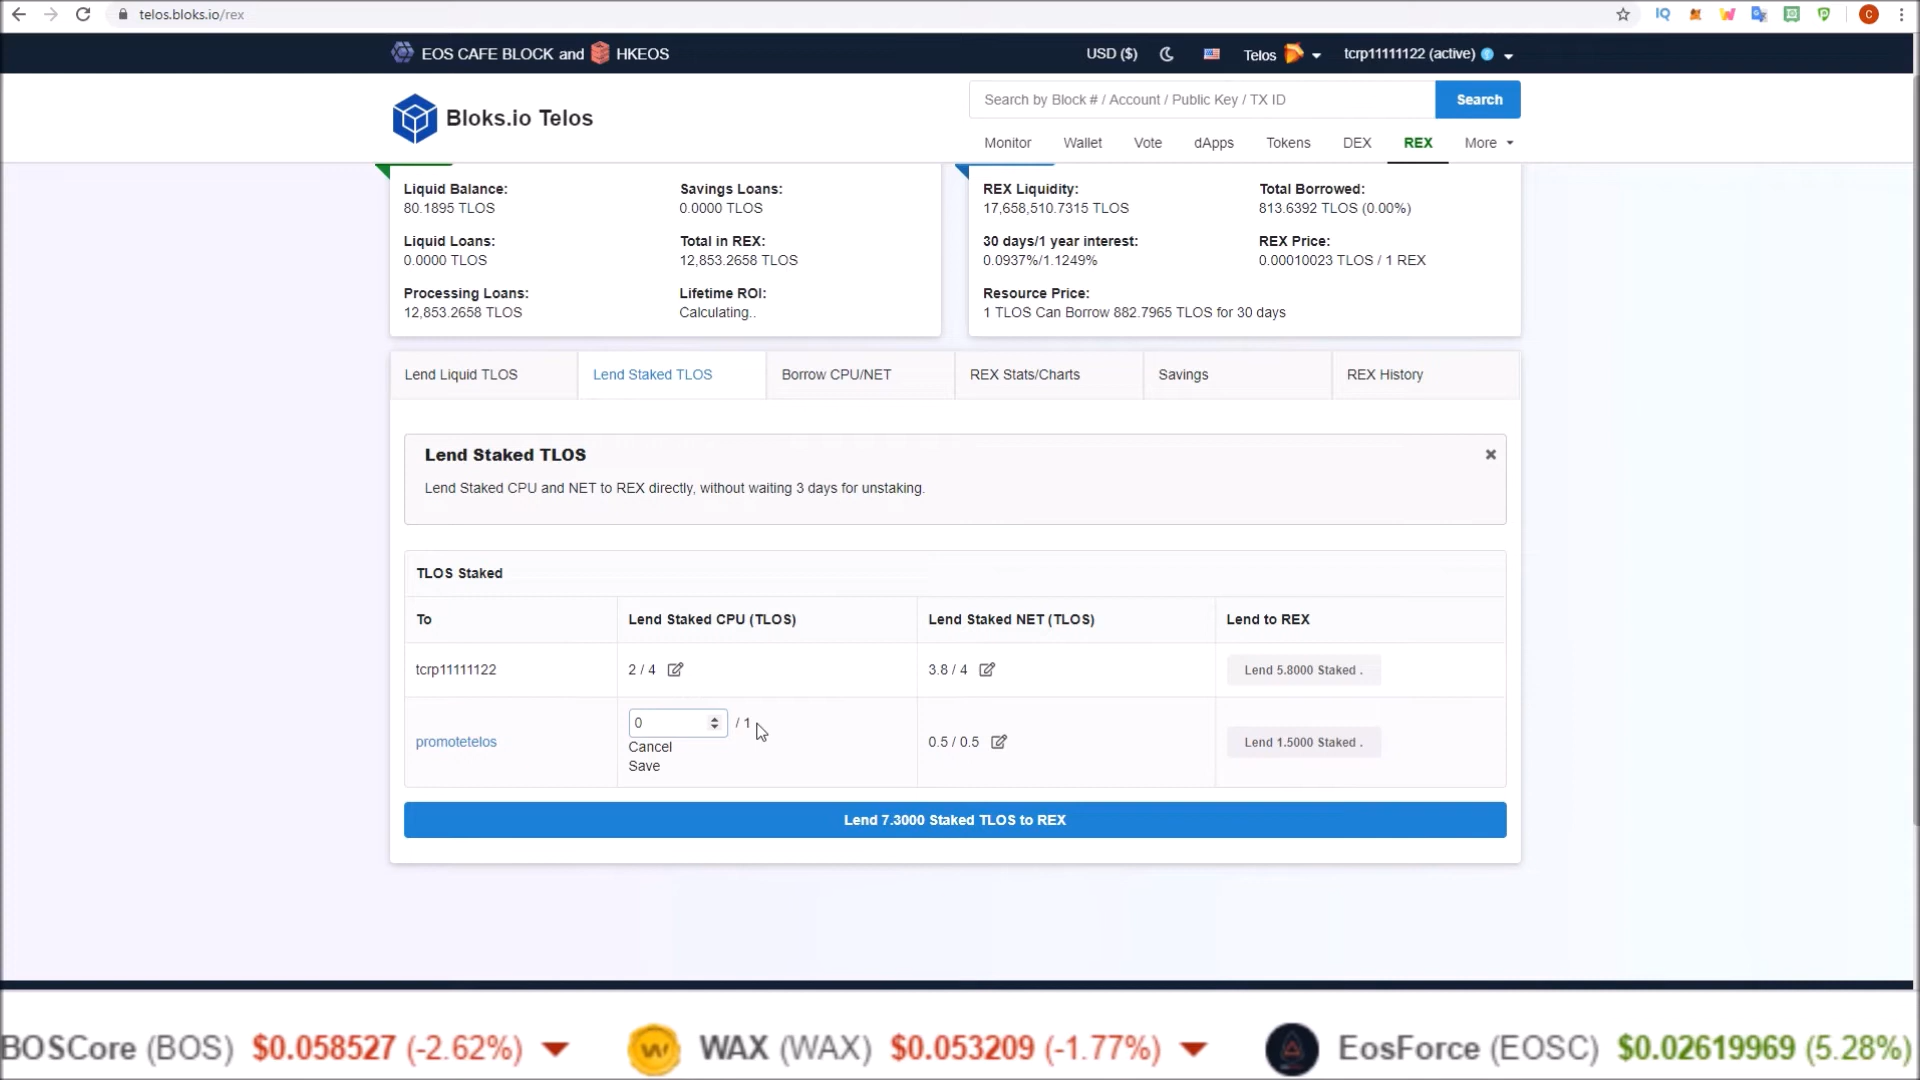 telos.bloks.io/rex
EOS CAFE BLOCK and HKEOS
USD ($)
Telos
tcrp11111122 (active)
Bloks.io Telos
Search by Block # / Account / Public Key / TX ID
Search
Monitor Wallet Vote dApps Tokens DEX REX More
Liquid Balance:
80.1895 TLOS
Savings Loans:
0.0000 TLOS
Liquid Loans:
0.0000 TLOS
Total in REX:
12,853.2658 TLOS
Processing Loans:
12,853.2658 TLOS
Lifetime ROI:
Calculating..
REX Liquidity:
17,658,510.7315 TLOS
Total Borrowed:
813.6392 TLOS (0.00%)
30 days/1 year interest:
0.0937%/1.1249%
REX Price:
0.00010023 TLOS / 1 REX
Resource Price:
1 TLOS Can Borrow 882.7965 TLOS for 30 days
Lend Liquid TLOS
Lend Staked TLOS
Borrow CPU/NET
REX Stats/Charts
Savings
REX History
Lend Staked TLOS
Lend Staked CPU and NET to REX directly, without waiting 3 days for unstaking.
TLOS Staked
To
Lend Staked CPU (TLOS)
Lend Staked NET (TLOS)
Lend to REX
tcrp11111122
2 / 4
3.8 / 4
Lend 5.8000 Staked .
promotetelos
0 / 1
Cancel
Save
0.5 / 0.5
Lend 1.5000 Staked .
Lend 7.3000 Staked TLOS to REX
BOSCore (BOS) $0.058527 (-2.62%)
WAX (WAX) $0.053209 (-1.77%)
EosForce (EOSC) $0.02619969 (5.28%)